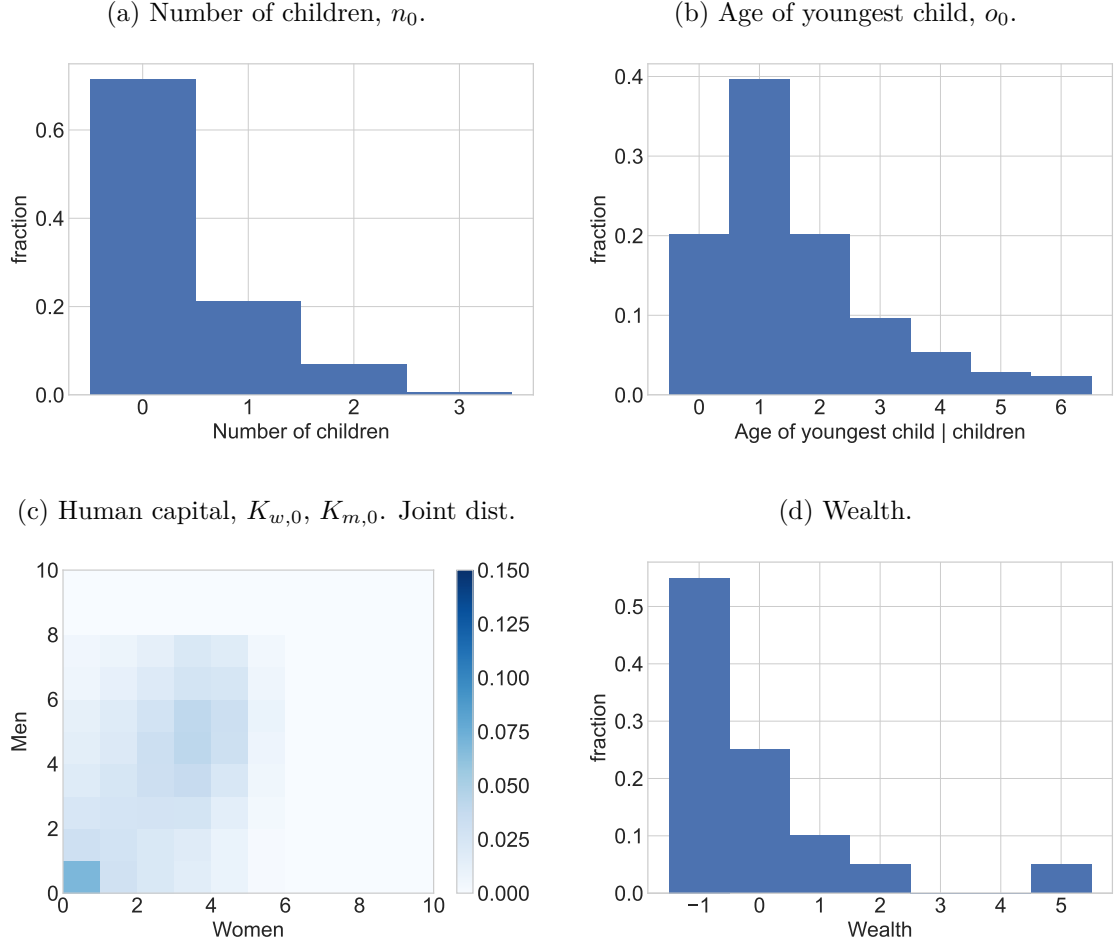 (a) Number of children, n₀.
0.6
0.4
0.2
0.0
fraction
0 1 2 3
Number of children
(b) Age of youngest child, o₀.
0.4
0.3
0.2
0.1
0.0
fraction
0 1 2 3 4 5 6
Age of youngest child | children
(c) Human capital, K_{w,0}, K_{m,0}. Joint dist.
10
8
6
4
2
0
Men
0 2 4 6 8 10
Women
0.150
0.125
0.100
0.075
0.050
0.025
0.000
(d) Wealth.
0.5
0.4
0.3
0.2
0.1
0.0
fraction
−1 0 1 2 3 4 5
Wealth